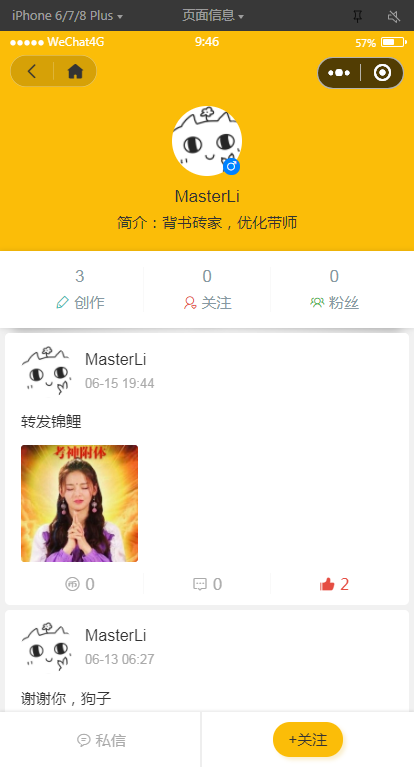 iPhone 6/7/8 Plus 页面信息
WeChat4G 9:46 57%
MasterLi
简介：背书砖家，优化带师
3 0 0
创作 关注 粉丝
MasterLi
06-15 19:44
转发锦鲤
考神附体
0 0 2
MasterLi
06-13 06:27
谢谢你，狗子
私信 +关注